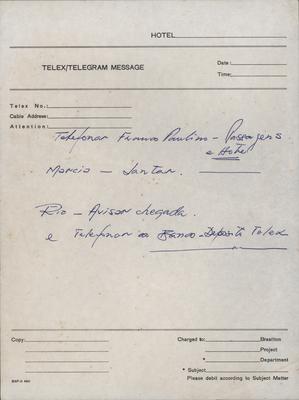 HOTEL
TELEX/TELEGRAM MESSAGE
Date :
Time:
Telex No.:
Cable Address:
Attention:
Telefonar Franco Paulino - Passagens
e Hotel
Marcia - Jantar.
Rio - Avisar chegada.
e Telefonar ao Banco - Deposito Telex
Copy:
Charged to: Brasilton
Project
* Department
* Subject
Please debit according to Subject Matter